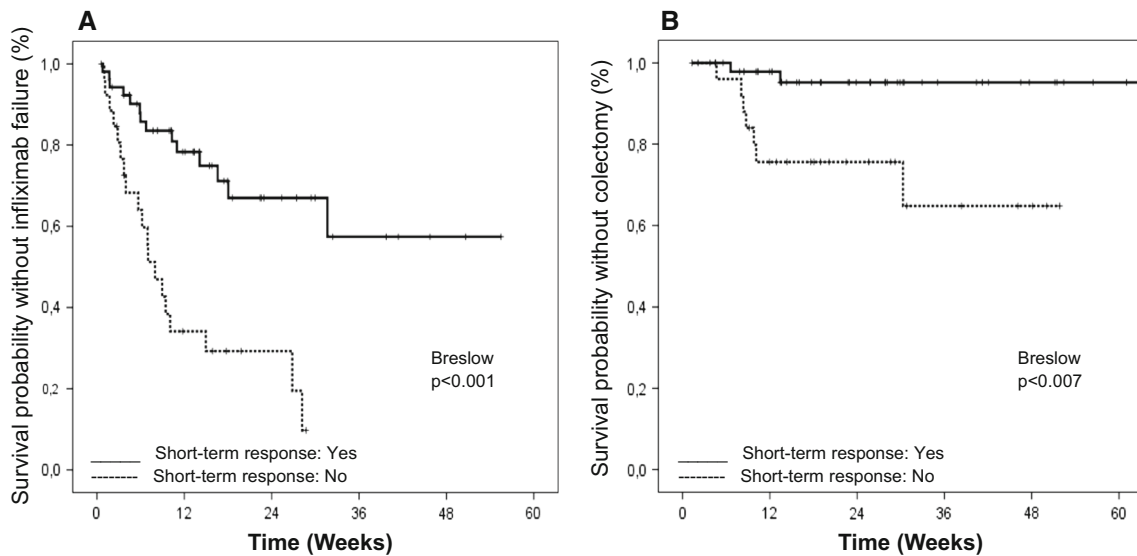 A
Survival probability without infliximab failure (%)
1,0
0,8
0,6
0,4
0,2
0,0
Breslow
p<0.001
Short-term response: Yes
Short-term response: No
0 12 24 36 48 60
Time (Weeks)
B
Survival probability without colectomy (%)
1,0
0,8
0,6
0,4
0,2
0,0
Breslow
p<0.007
Short-term response: Yes
Short-term response: No
0 12 24 36 48 60
Time (Weeks)